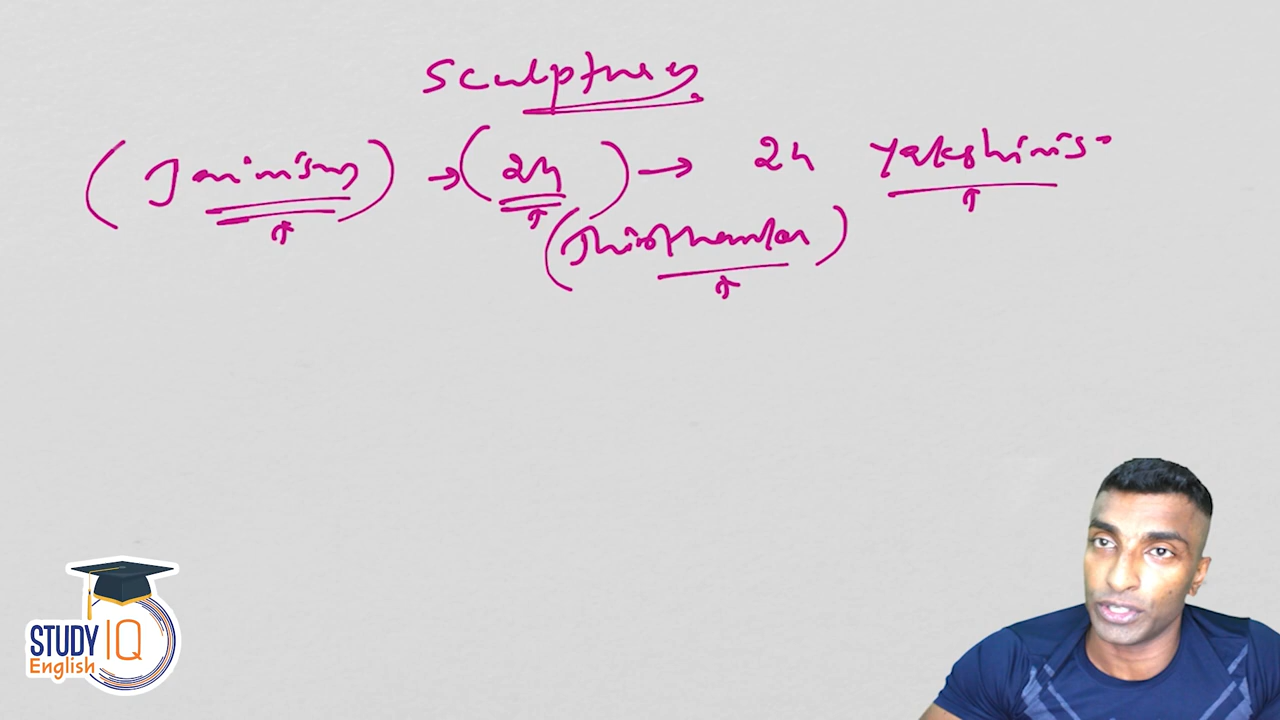 Sculptures
(Jainism) → (24) → 24 Yakshinis
(Thirthankar)
STUDY IQ
English